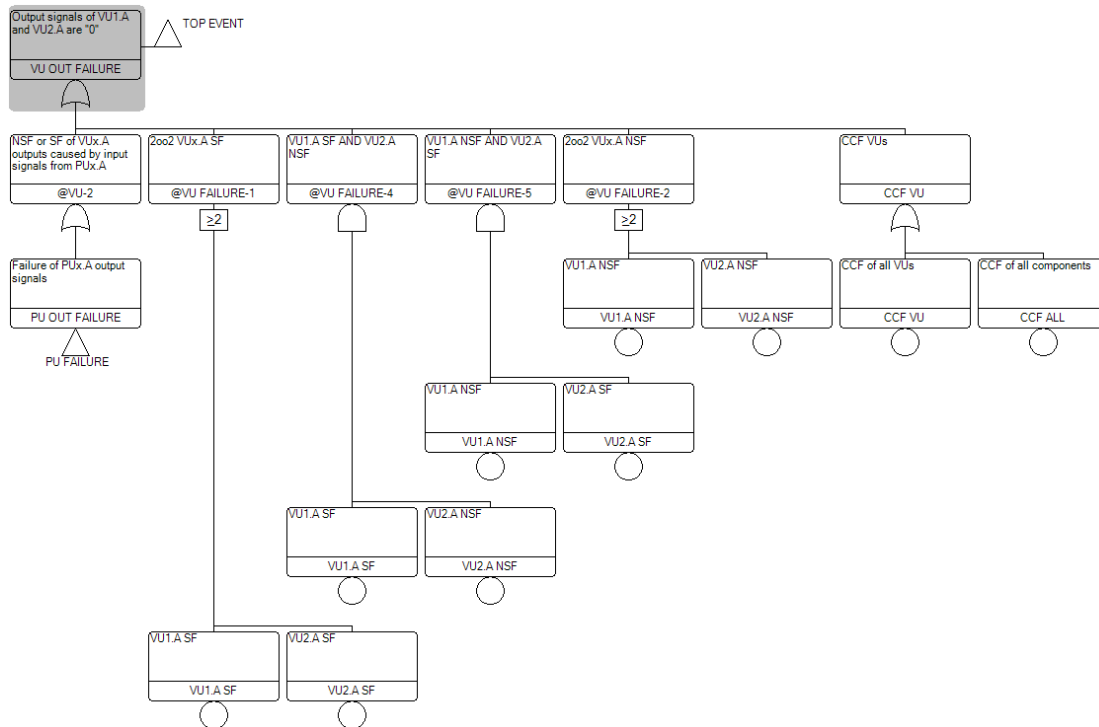 Output signals of VU1.A
and VU2.A are "0"
VU OUT FAILURE
TOP EVENT
NSF or SF of VUx.A
outputs caused by input
signals from PUx.A
@VU-2
2oo2 VUx.A SF
@VU FAILURE-1
VU1.A SF AND VU2.A
NSF
@VU FAILURE-4
VU1.A NSF AND VU2.A
SF
@VU FAILURE-5
2oo2 VUx.A NSF
@VU FAILURE-2
CCF VUs
CCF VU
≥2
≥2
Failure of PUx.A output
signals
PU OUT FAILURE
PU FAILURE
VU1.A NSF
VU1.A NSF
VU2.A NSF
VU2.A NSF
CCF of all VUs
CCF VU
CCF of all components
CCF ALL
VU1.A NSF
VU1.A NSF
VU2.A SF
VU2.A SF
VU1.A SF
VU1.A SF
VU2.A NSF
VU2.A NSF
VU1.A SF
VU1.A SF
VU2.A SF
VU2.A SF